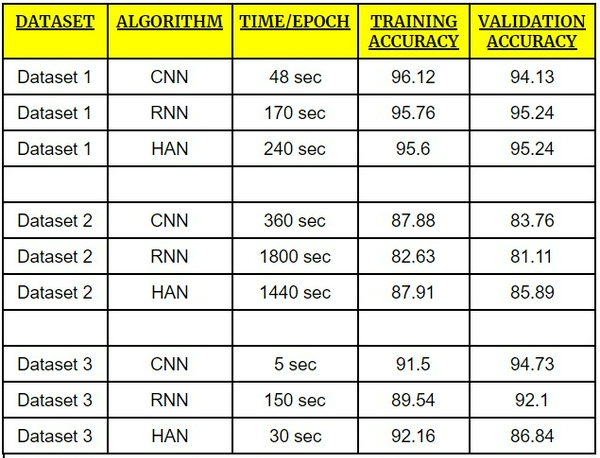 DATASET ALGORITHM TIME/EPOCH TRAINING ACCURACY VALIDATION ACCURACY
Dataset 1 CNN 48 sec 96.12 94.13
Dataset 1 RNN 170 sec 95.76 95.24
Dataset 1 HAN 240 sec 95.6 95.24
Dataset 2 CNN 360 sec 87.88 83.76
Dataset 2 RNN 1800 sec 82.63 81.11
Dataset 2 HAN 1440 sec 87.91 85.89
Dataset 3 CNN 5 sec 91.5 94.73
Dataset 3 RNN 150 sec 89.54 92.1
Dataset 3 HAN 30 sec 92.16 86.84